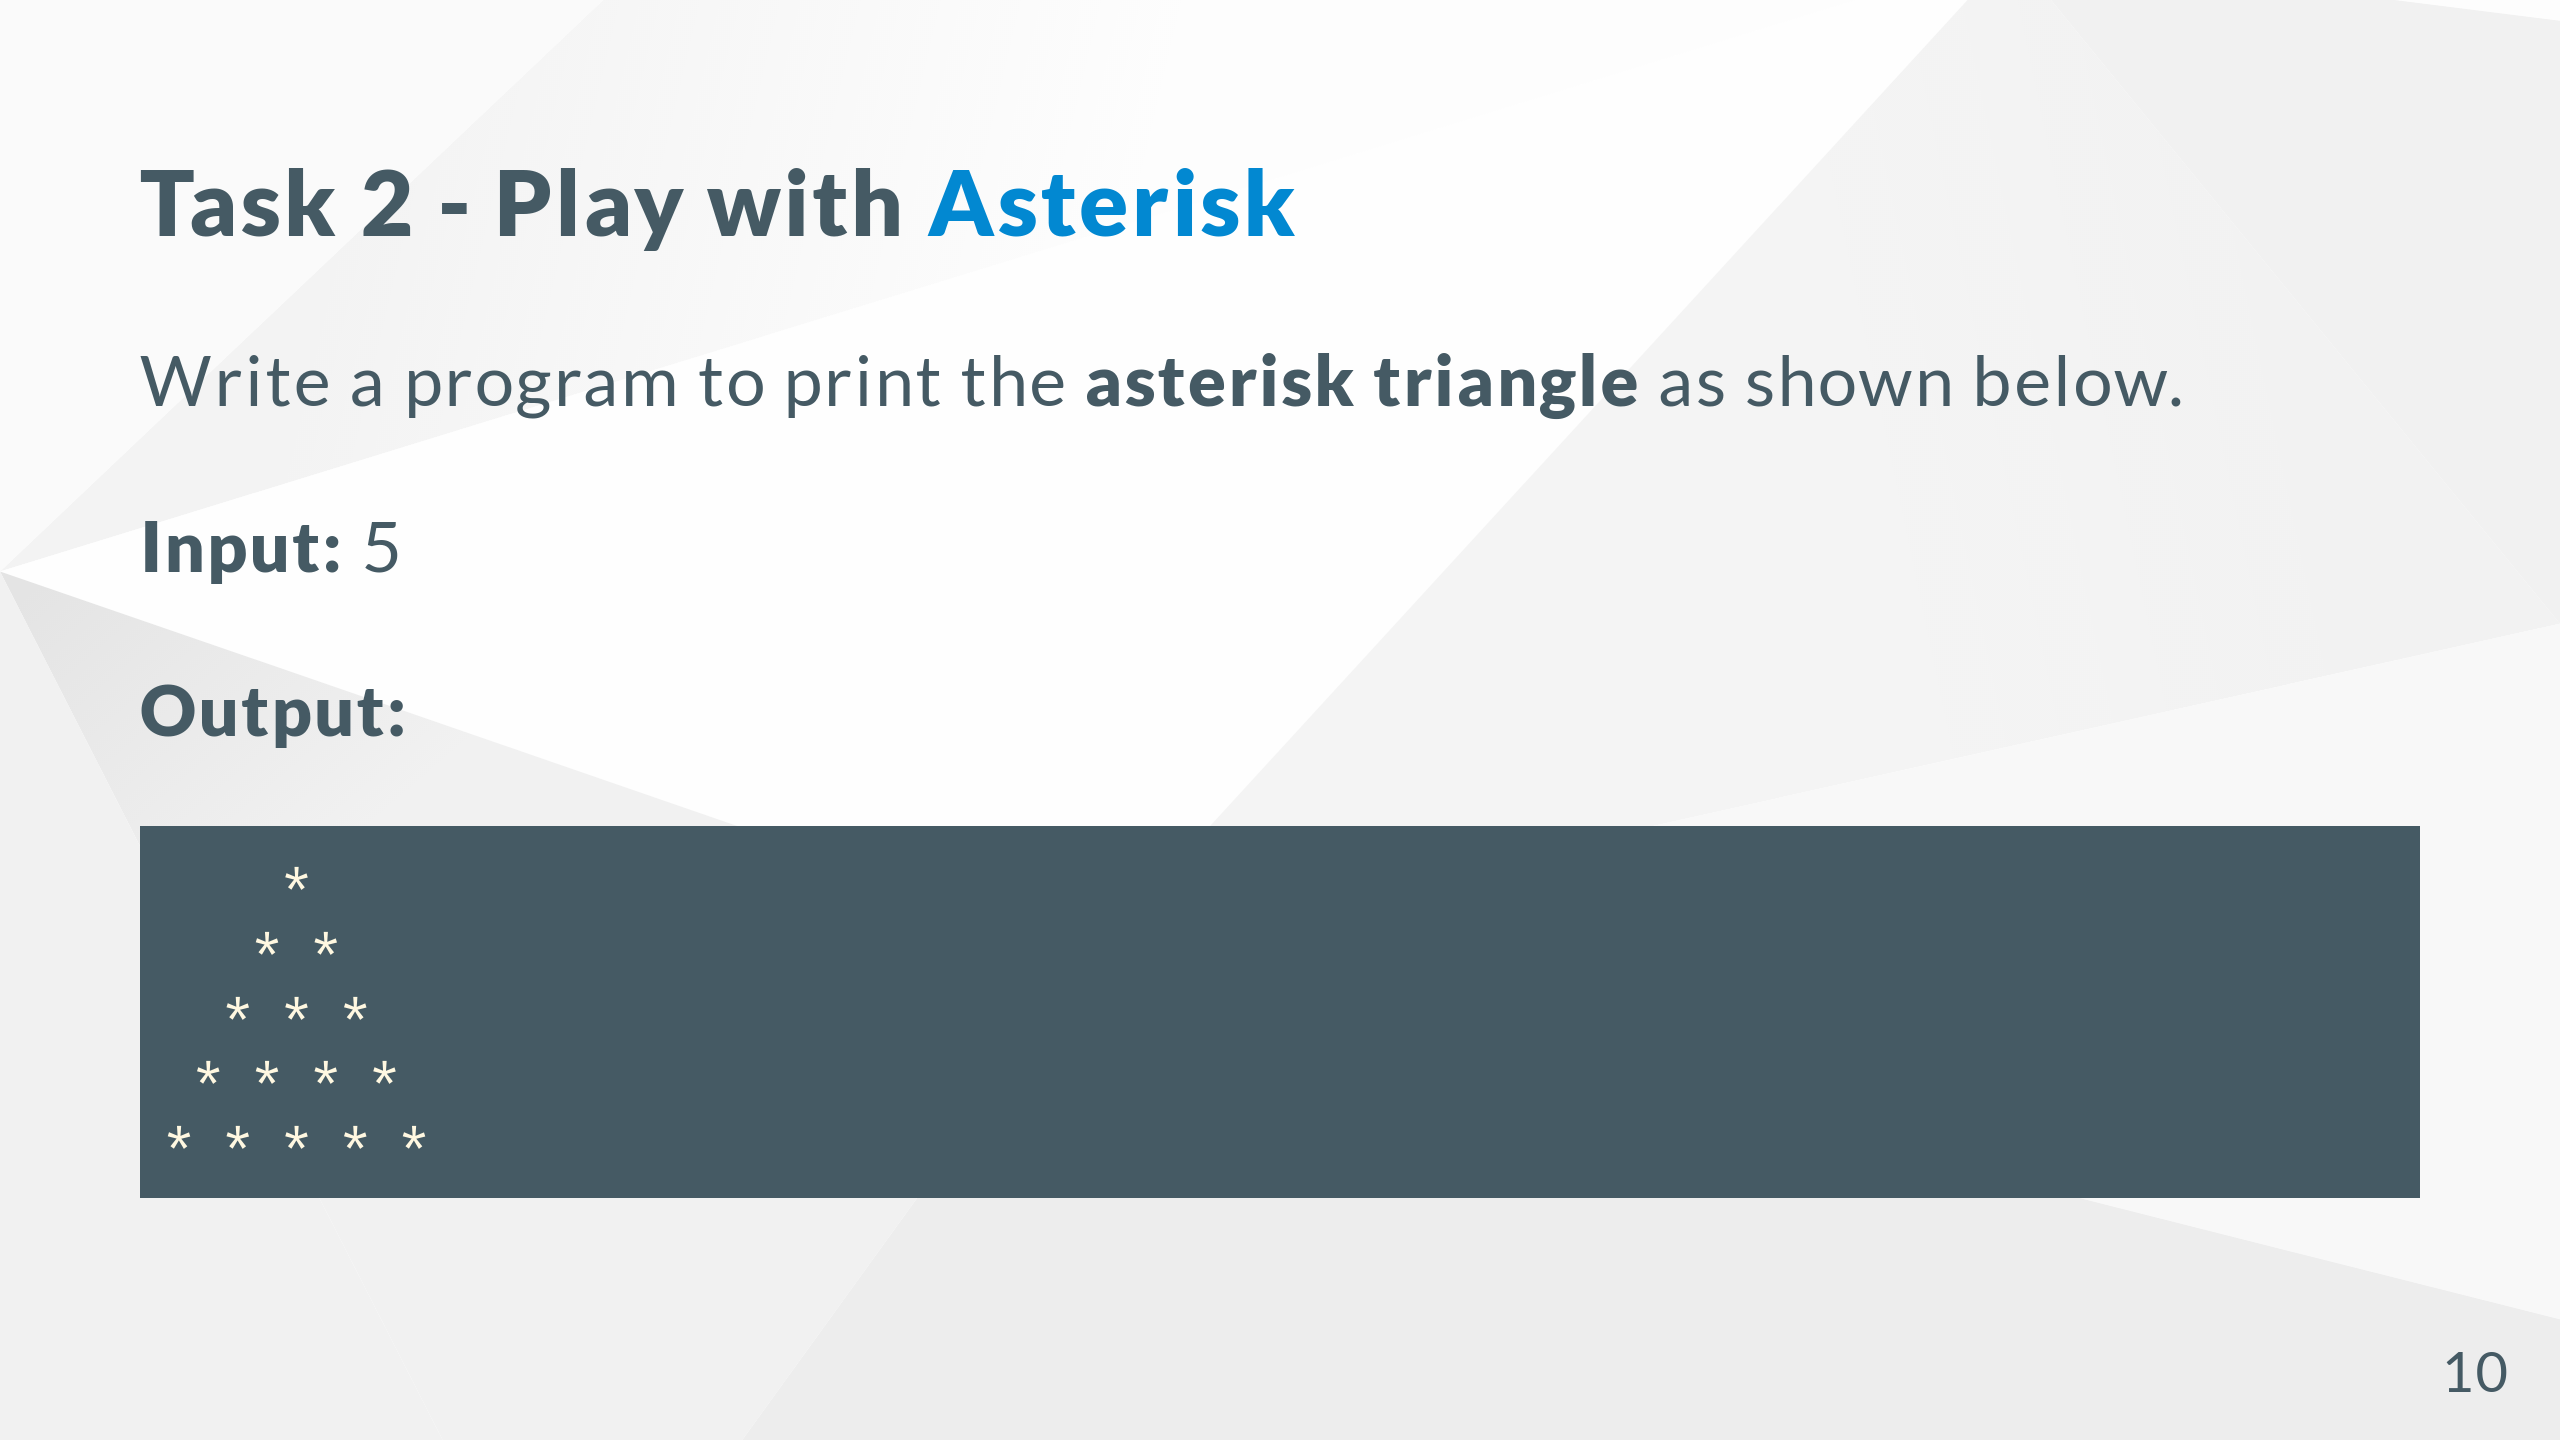 Task 2 - Play with Asterisk
Write a program to print the asterisk triangle as shown below.
Input: 5
Output:
    *
   * *
  * * *
 * * * *
* * * * *
10